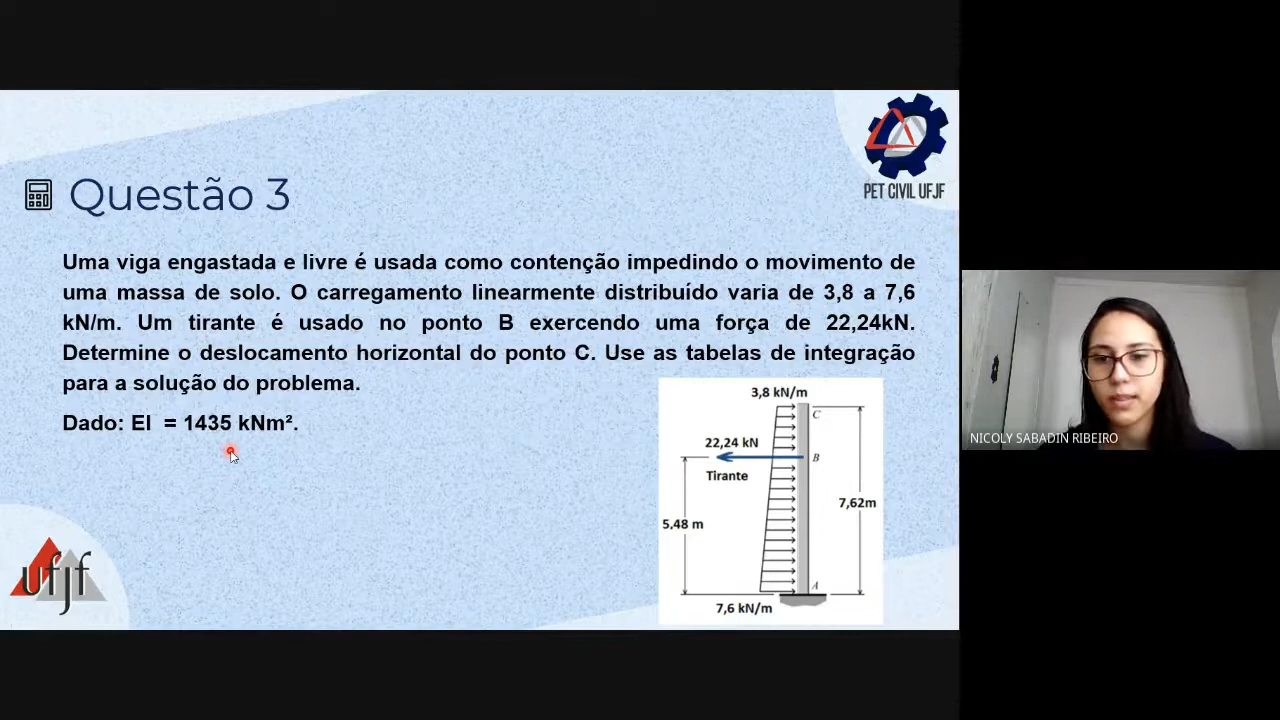 PET CIVIL UFJF
Questão 3
Uma viga engastada e livre é usada como contenção impedindo o movimento de
uma massa de solo. O carregamento linearmente distribuído varia de 3,8 a 7,6
kN/m. Um tirante é usado no ponto B exercendo uma força de 22,24kN.
Determine o deslocamento horizontal do ponto C. Use as tabelas de integração
para a solução do problema.
Dado: EI = 1435 kNm².
3,8 kN/m
C
22,24 kN
B
Tirante
7,62m
5,48 m
A
7,6 kN/m
ufjf
NICOLY SABADIN RIBEIRO